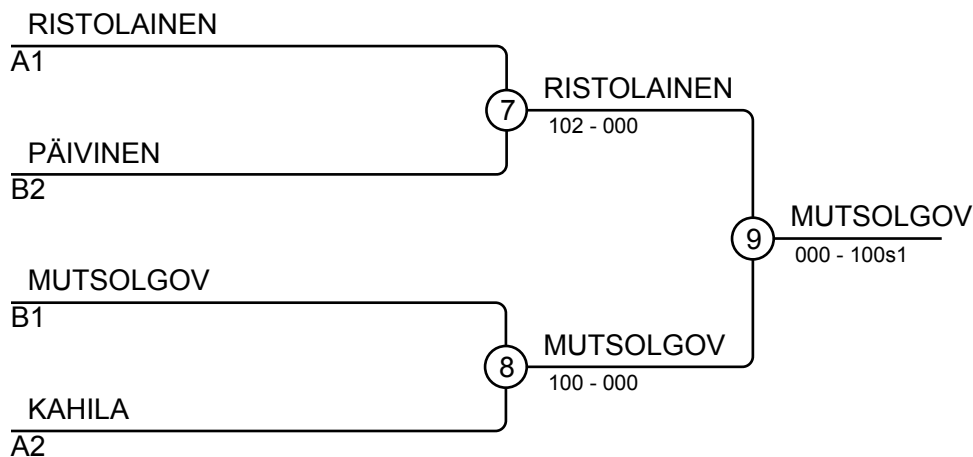 RISTOLAINEN
A1
7
RISTOLAINEN
102 - 000
PÄIVINEN
B2
9
MUTSOLGOV
000 - 100s1
MUTSOLGOV
B1
8
MUTSOLGOV
100 - 000
KAHILA
A2